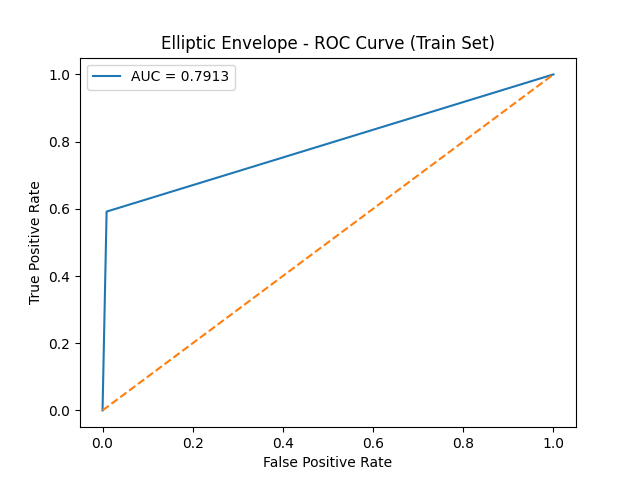 Elliptic Envelope - ROC Curve (Train Set)
AUC = 0.7913
1.0
0.8
0.6
0.4
0.2
0.0
True Positive Rate
0.0 0.2 0.4 0.6 0.8 1.0
False Positive Rate